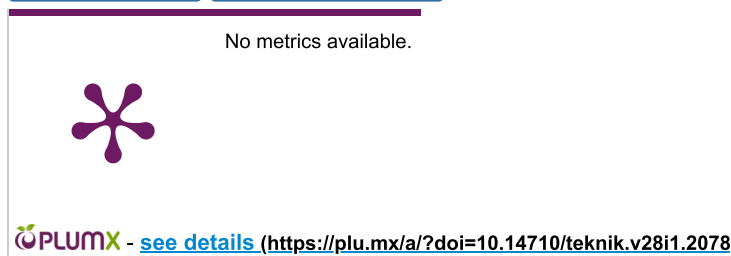 No metrics available.
PLUMX - see details (https://plu.mx/a/?doi=10.14710/teknik.v28i1.2078